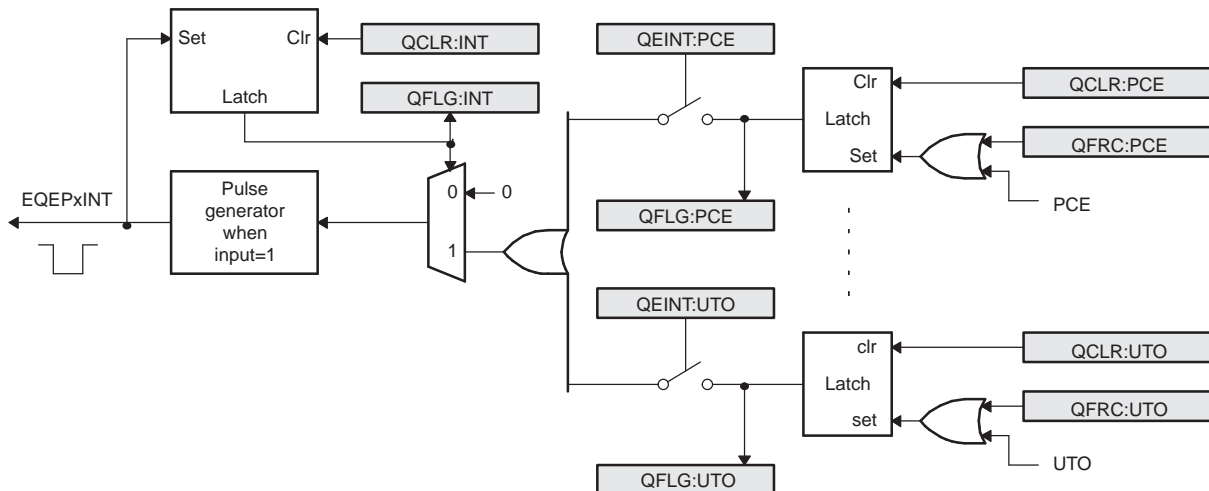 Set
Clr
Latch
QCLR:INT
QFLG:INT
EQEPxINT
Pulse
generator
when
input=1
0
0
1
QEINT:PCE
QFLG:PCE
Clr
Latch
Set
QCLR:PCE
QFRC:PCE
PCE
QEINT:UTO
QFLG:UTO
clr
Latch
set
QCLR:UTO
QFRC:UTO
UTO